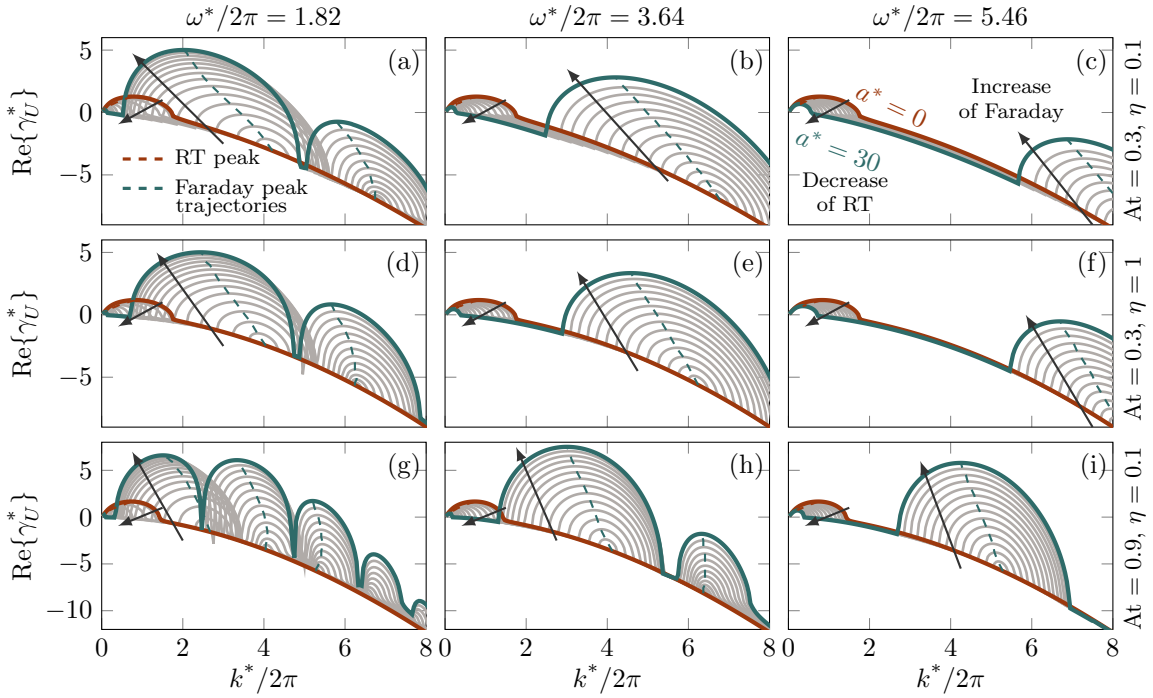 ω*/2π = 1.82
ω*/2π = 3.64
ω*/2π = 5.46
Re{γ*_U}
5
0
−5
(a)
RT peak
Faraday peak
trajectories
(b)
(c)
a* = 0
a* = 30
Increase
of Faraday
Decrease
of RT
At = 0.3, η = 0.1
Re{γ*_U}
5
0
−5
(d)
(e)
(f)
At = 0.3, η = 1
Re{γ*_U}
5
0
−5
−10
(g)
(h)
(i)
At = 0.9, η = 0.1
0 2 4 6 8
0 2 4 6 8
0 2 4 6 8
k*/2π
k*/2π
k*/2π